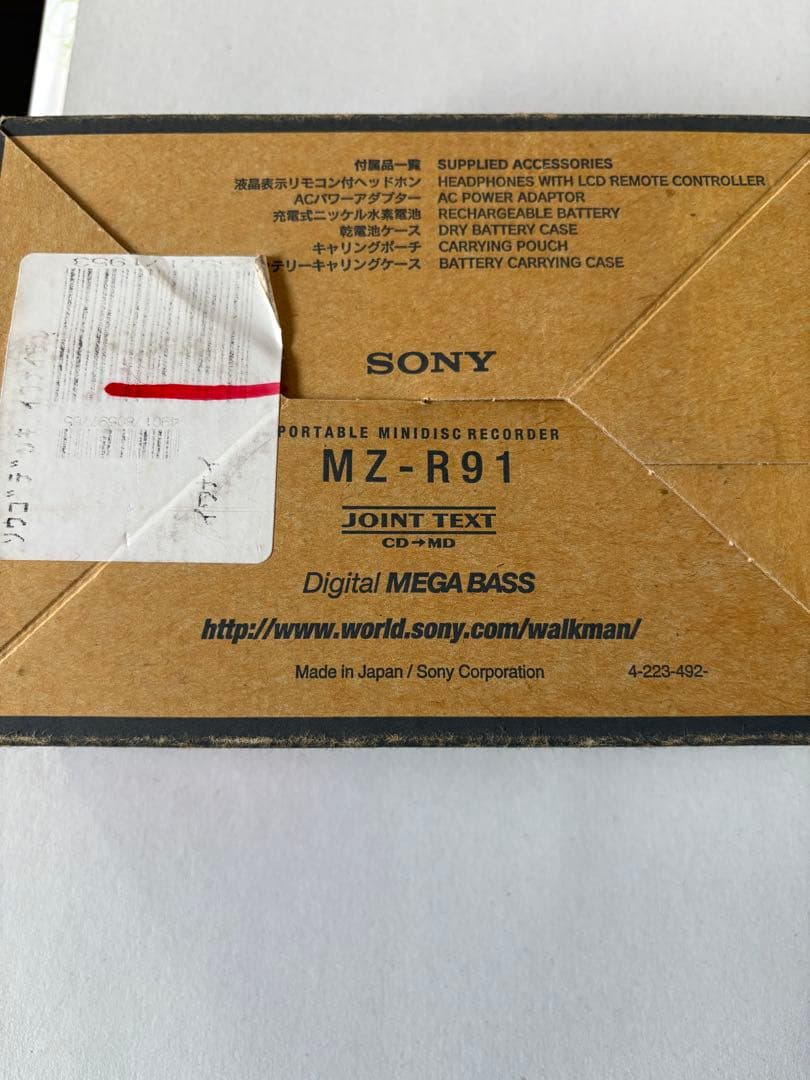 付属品一覧 SUPPLIED ACCESSORIES
液晶表示リモコン付ヘッドホン HEADPHONES WITH LCD REMOTE CONTROLLER
ACパワーアダプター AC POWER ADAPTOR
充電式ニッケル水素電池 RECHARGEABLE BATTERY
乾電池ケース DRY BATTERY CASE
キャリングポーチ CARRYING POUCH
テリーキャリングケース BATTERY CARRYING CASE
SONY
PORTABLE MINIDISC RECORDER
MZ-R91
JOINT TEXT
CD→MD
Digital MEGA BASS
http://www.world.sony.com/walkman/
Made in Japan / Sony Corporation 4-223-492-